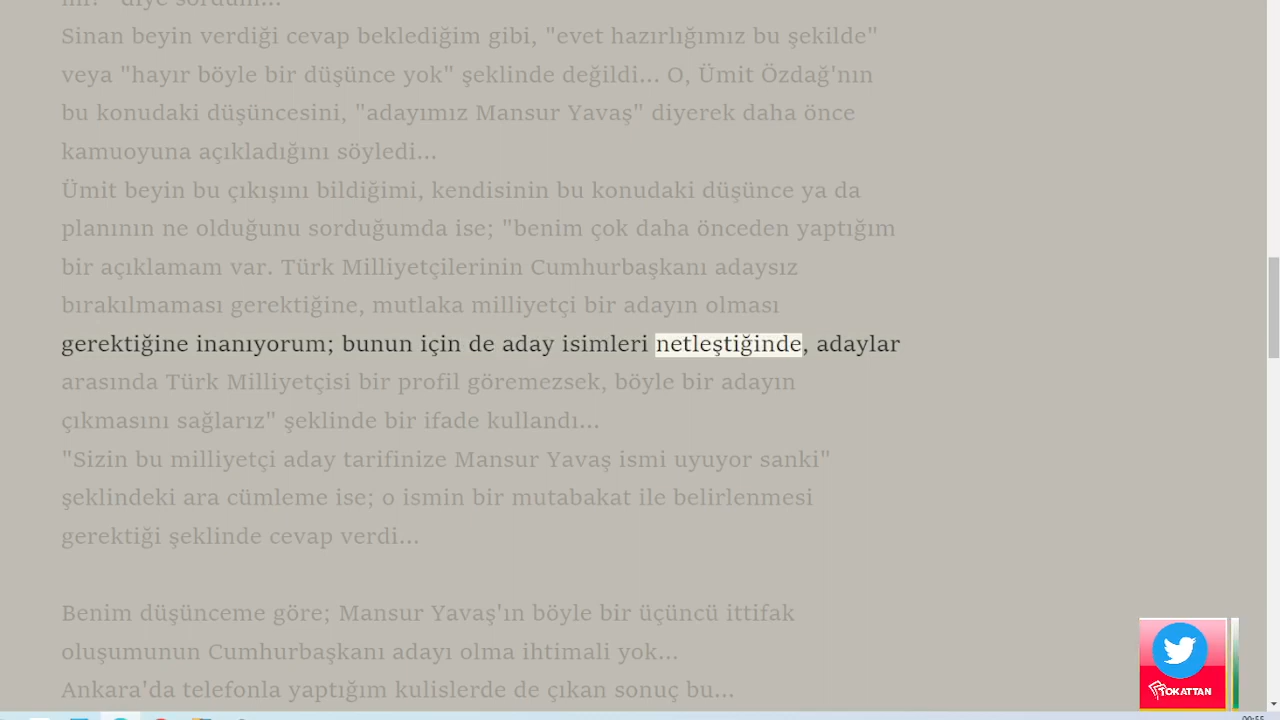 mi?" diye sordum...
Sinan beyin verdiği cevap beklediğim gibi, "evet hazırlığımız bu şekilde"
veya "hayır böyle bir düşünce yok" şeklinde değildi... O, Ümit Özdağ'nın
bu konudaki düşüncesini, "adayımız Mansur Yavaş" diyerek daha önce
kamuoyuna açıkladığını söyledi...
Ümit beyin bu çıkışını bildiğimi, kendisinin bu konudaki düşünce ya da
planının ne olduğunu sorduğumda ise; "benim çok daha önceden yaptığım
bir açıklamam var. Türk Milliyetçilerinin Cumhurbaşkanı adaysız
bırakılmaması gerektiğine, mutlaka milliyetçi bir adayın olması
gerektiğine inanıyorum; bunun için de aday isimleri netleştiğinde, adaylar
arasında Türk Milliyetçisi bir profil göremezsek, böyle bir adayın
çıkmasını sağlarız" şeklinde bir ifade kullandı...
"Sizin bu milliyetçi aday tarifinize Mansur Yavaş ismi uyuyor sanki"
şeklindeki ara cümleme ise; o ismin bir mutabakat ile belirlenmesi
gerektiği şeklinde cevap verdi...
Benim düşünceme göre; Mansur Yavaş'ın böyle bir üçüncü ittifak
oluşumunun Cumhurbaşkanı adayı olma ihtimali yok...
Ankara'da telefonla yaptığım kulislerde de çıkan sonuç bu...
TOKATTAN